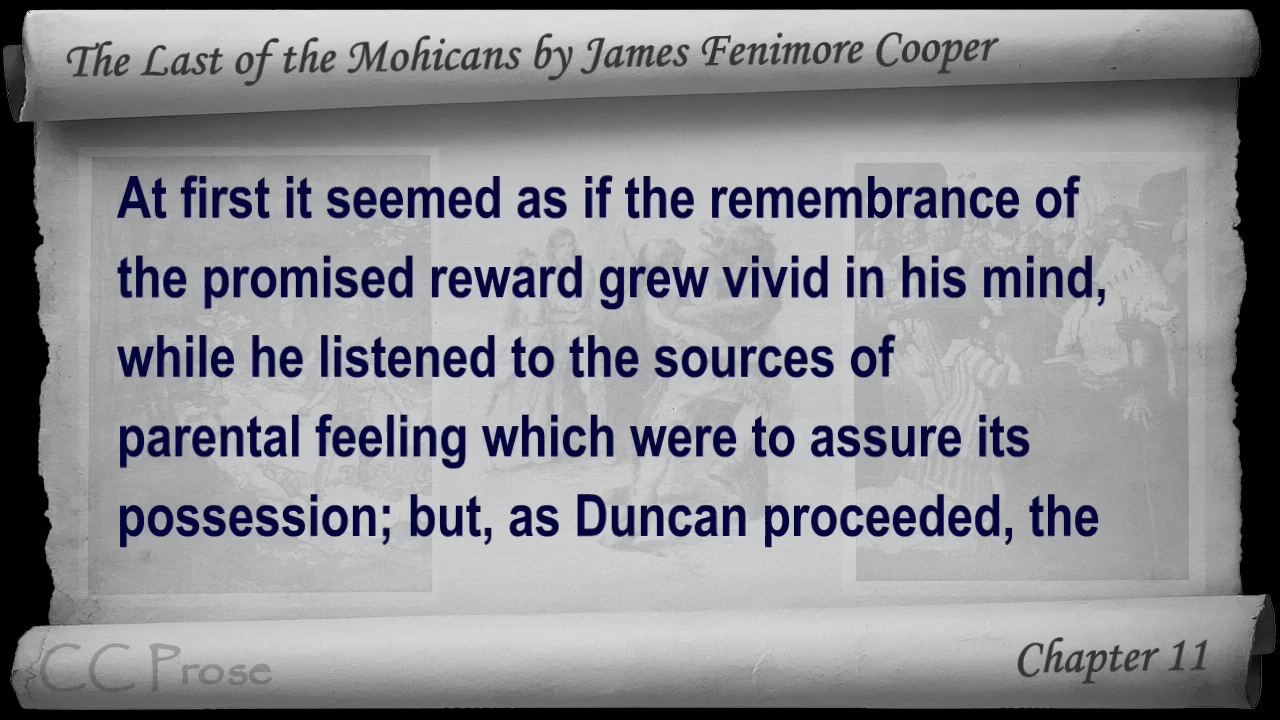 The Last of the Mohicans by James Fenimore Cooper
At first it seemed as if the remembrance of
the promised reward grew vivid in his mind,
while he listened to the sources of
parental feeling which were to assure its
possession; but, as Duncan proceeded, the
CC Prose
Chapter 11